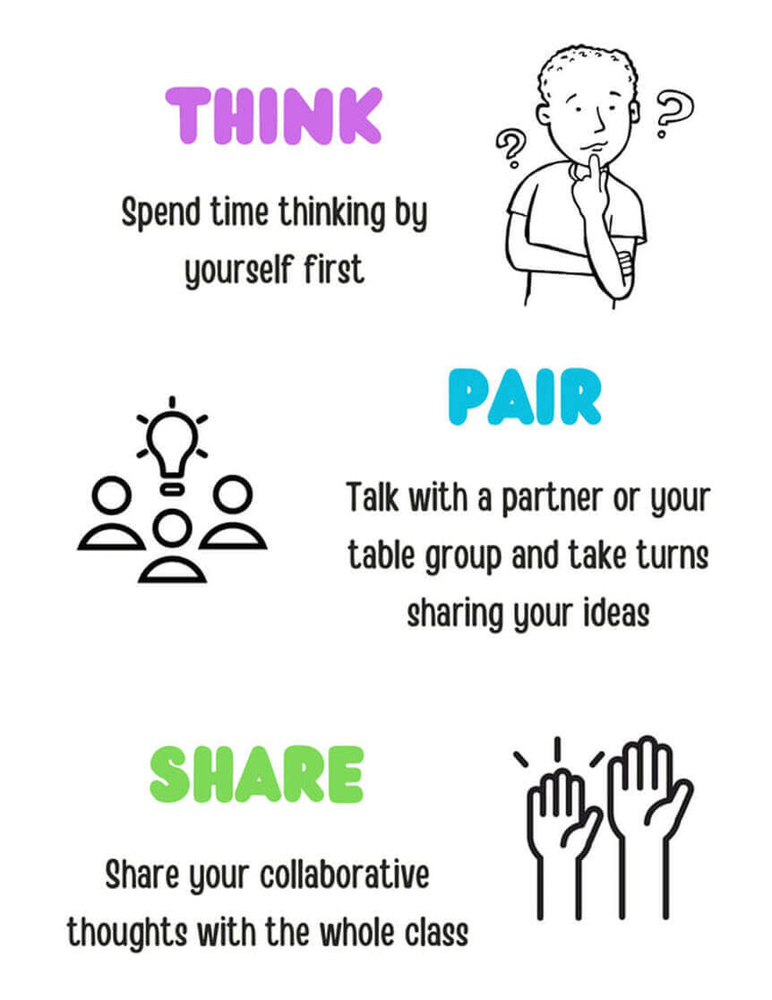 THINK
Spend time thinking by
yourself first
PAIR
Talk with a partner or your
table group and take turns
sharing your ideas
SHARE
Share your collaborative
thoughts with the whole class